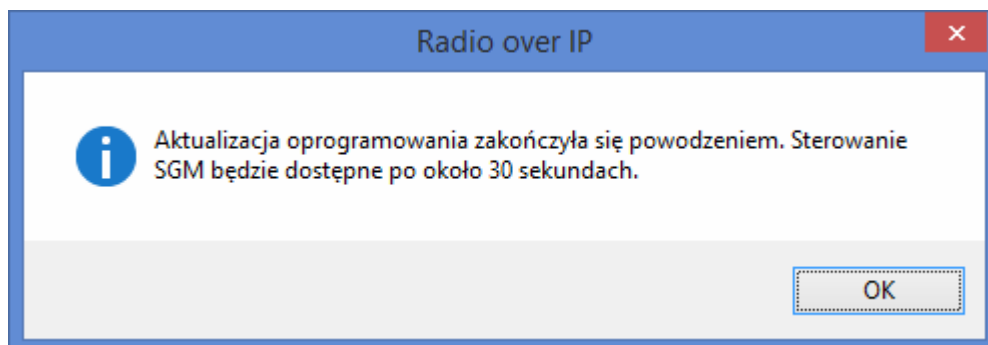 Radio over IP
Aktualizacja oprogramowania zakończyła się powodzeniem. Sterowanie
SGM będzie dostępne po około 30 sekundach.
OK